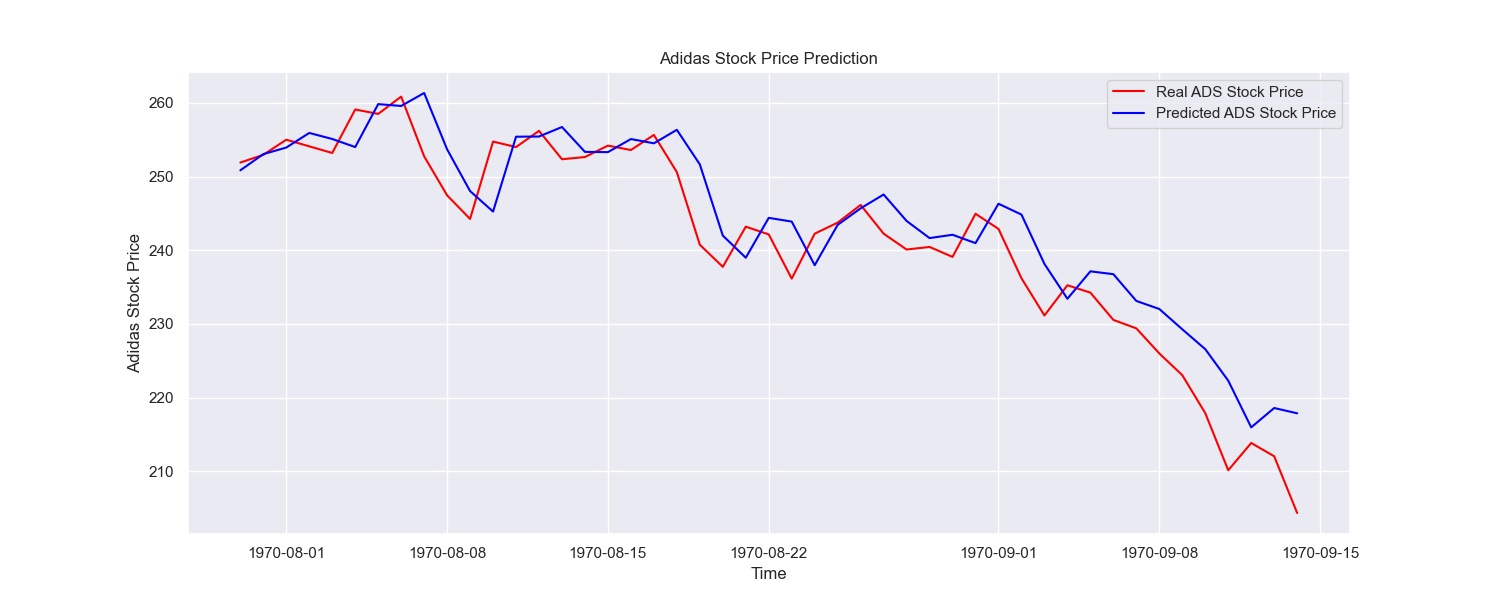 Adidas Stock Price Prediction
Real ADS Stock Price
Predicted ADS Stock Price
Adidas Stock Price
260
250
240
230
220
210
1970-08-01
1970-08-08
1970-08-15
1970-08-22
1970-09-01
1970-09-08
1970-09-15
Time